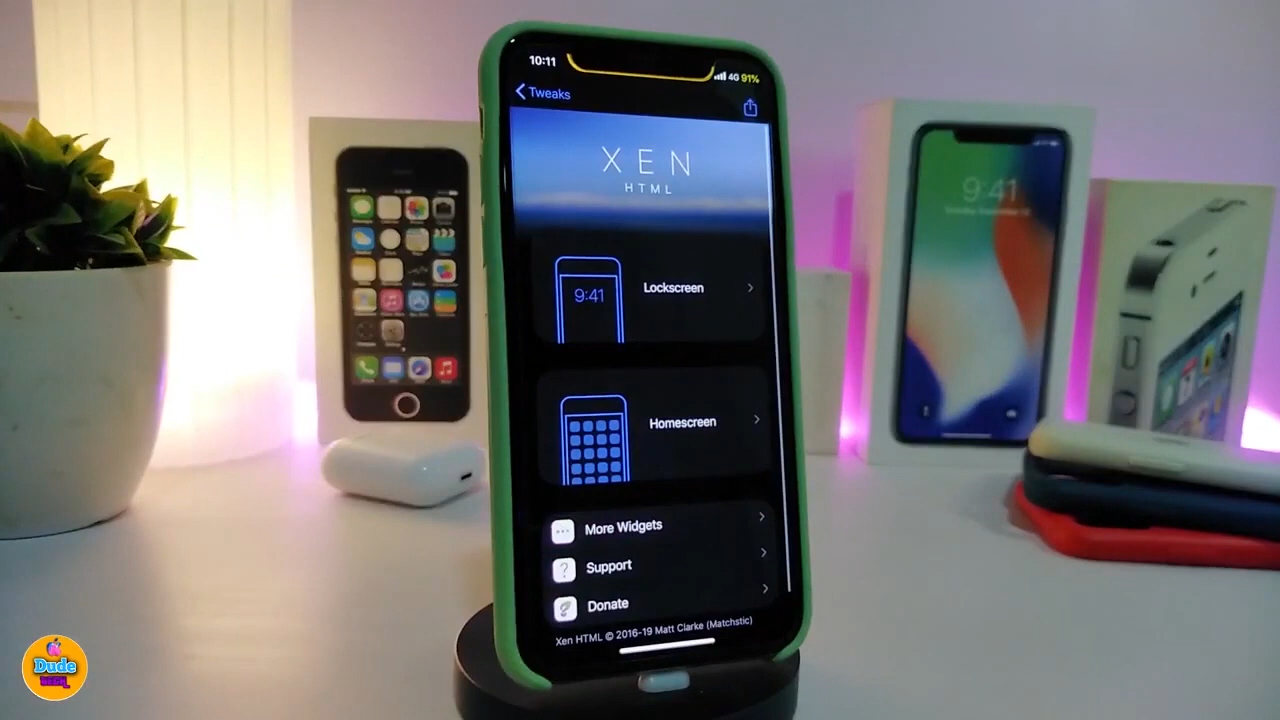 10:11
4G 91%
Tweaks
XEN
HTML
9:41
Lockscreen
Homescreen
More Widgets
Support
Donate
Xen HTML © 2016-19 Matt Clarke (Matchstic)
9:41
Dude